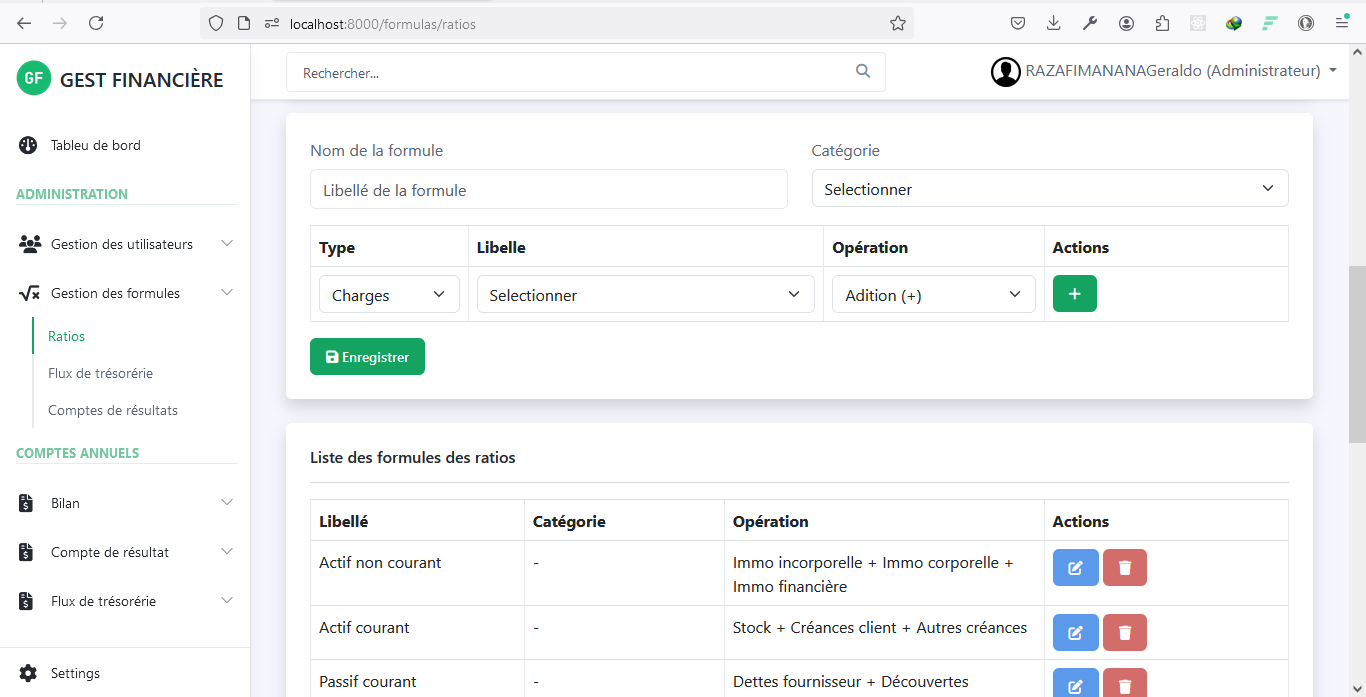 localhost:8000/formulas/ratios
GF GEST FINANCIÈRE
Rechercher...
RAZAFIMANANAGeraldo (Administrateur)
Tableu de bord
ADMINISTRATION
Gestion des utilisateurs
Gestion des formules
Ratios
Flux de trésorérie
Comptes de résultats
COMPTES ANNUELS
Bilan
Compte de résultat
Flux de trésorérie
Settings
Nom de la formule
Catégorie
Libellé de la formule
Selectionner
Type Libelle Opération Actions
Charges Selectionner Adition (+) +
Enregistrer
Liste des formules des ratios
Libellé Catégorie Opération Actions
Actif non courant - Immo incorporelle + Immo corporelle +
Immo financière
Actif courant - Stock + Créances client + Autres créances
Passif courant - Dettes fournisseur + Découvertes